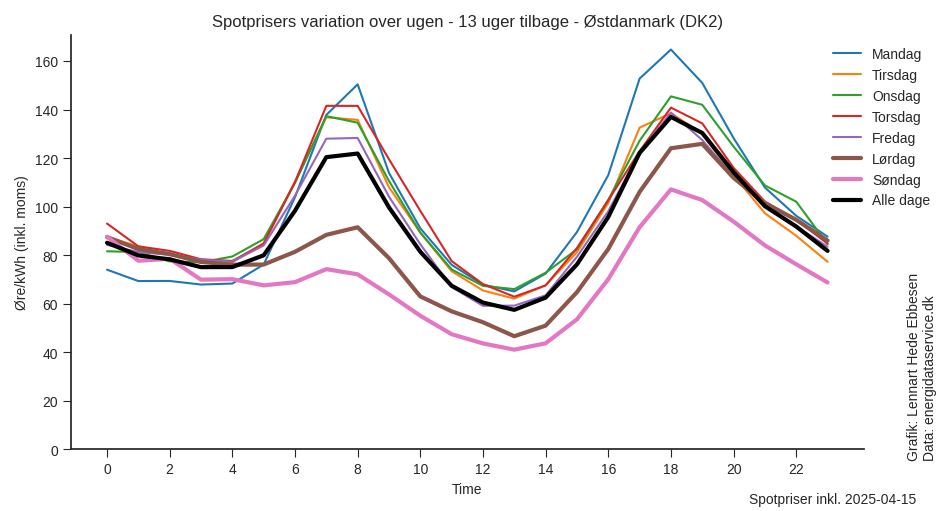 Spotprisers variation over ugen - 13 uger tilbage - Østdanmark (DK2)
Øre/kWh (inkl. moms)
160
140
120
100
80
60
40
20
0
0 2 4 6 8 10 12 14 16 18 20 22
Time
Mandag
Tirsdag
Onsdag
Torsdag
Fredag
Lørdag
Søndag
Alle dage
Grafik: Lennart Hede Ebbesen
Data: energidataservice.dk
Spotpriser inkl. 2025-04-15